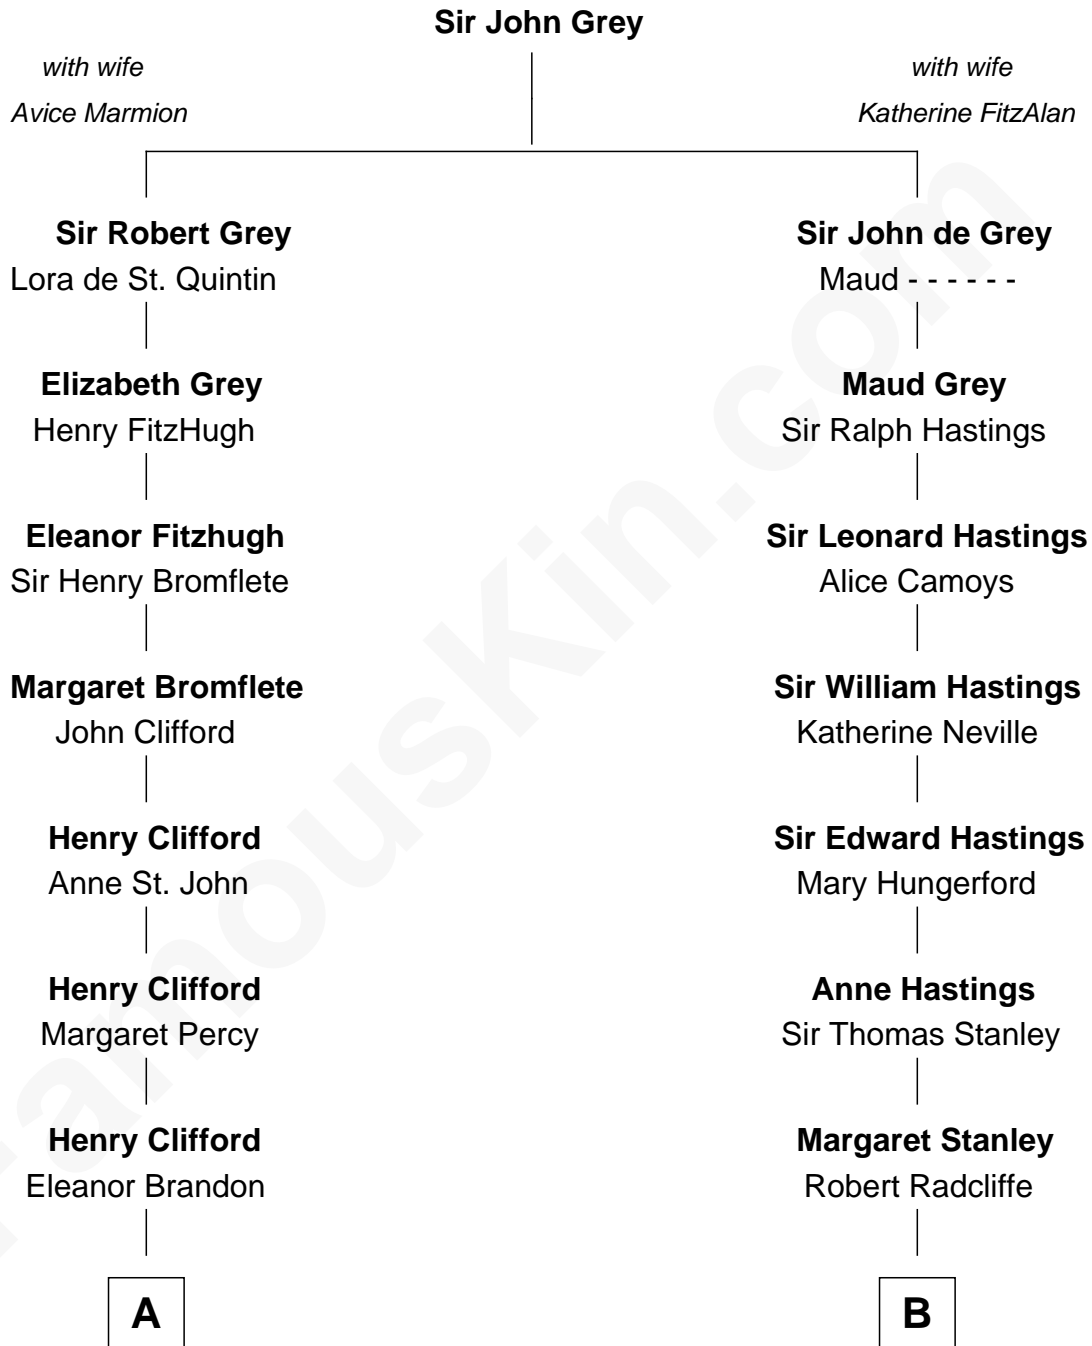 Sir John Grey
with wife
Avice Marmion
with wife
Katherine FitzAlan
Sir Robert Grey
Lora de St. Quintin
Sir John de Grey
Maud - - - - - -
Elizabeth Grey
Henry FitzHugh
Maud Grey
Sir Ralph Hastings
Eleanor Fitzhugh
Sir Henry Bromflete
Sir Leonard Hastings
Alice Camoys
Margaret Bromflete
John Clifford
Sir William Hastings
Katherine Neville
Henry Clifford
Anne St. John
Sir Edward Hastings
Mary Hungerford
Henry Clifford
Margaret Percy
Anne Hastings
Sir Thomas Stanley
Henry Clifford
Eleanor Brandon
Margaret Stanley
Robert Radcliffe
A
B
FamousKin.com